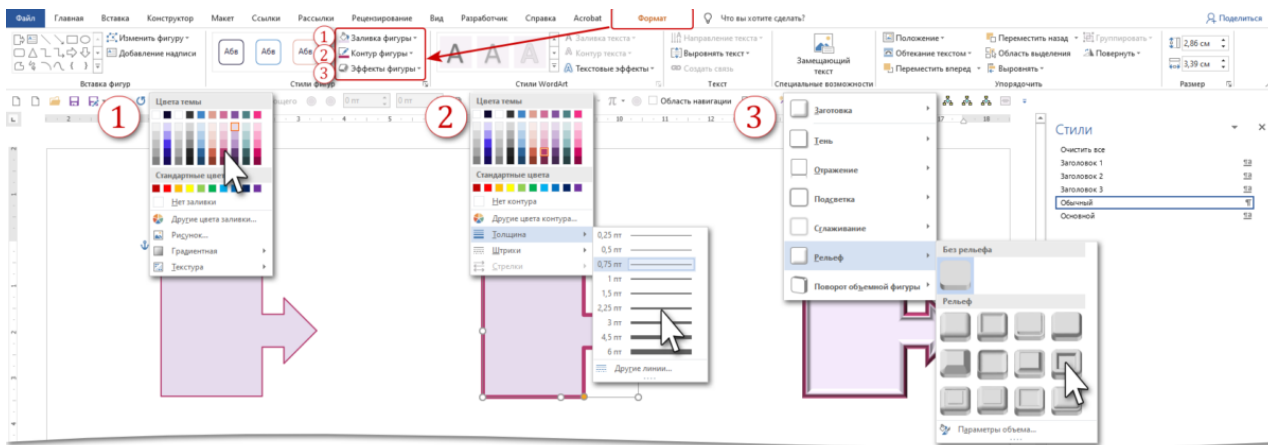 Файл Главная Вставка Конструктор Макет Ссылки Рассылки Рецензирование Вид Разработчик Справка Acrobat Формат Что вы хотите сделать? Поделиться
Изменить фигуру
Добавление надписи
Вставка фигур
Абв Абв Абв
Стили фигур
1 Заливка фигуры
2 Контур фигуры
3 Эффекты фигуры
A A A
Заливка текста
Контур текста
Текстовые эффекты
Стили WordArt
Направление текста
Выровнять текст
Создать связь
Текст
Замещающий
текст
Специальные возможности
Положение
Обтекание текстом
Переместить вперед
Переместить назад
Область выделения
Выровнять
Группировать
Повернуть
Упорядочить
2,86 см
3,39 см
Размер
0 пт 0 пт
Область навигации
1
Цвета темы
Стандартные цвета
Нет заливки
Другие цвета заливки...
Рисунок...
Градиентная
Текстура
2
Цвета темы
Стандартные цвета
Нет контура
Другие цвета контура...
Толщина
Штрихи
Стрелки
0,25 пт
0,5 пт
0,75 пт
1 пт
1,5 пт
2,25 пт
3 пт
4,5 пт
6 пт
Другие линии...
3
Заготовка
Тень
Отражение
Подсветка
Сглаживание
Рельеф
Поворот объемной фигуры
Без рельефа
Рельеф
Параметры объема...
Стили
Очистить все
Заголовок 1
Заголовок 2
Заголовок 3
Обычный
Основной